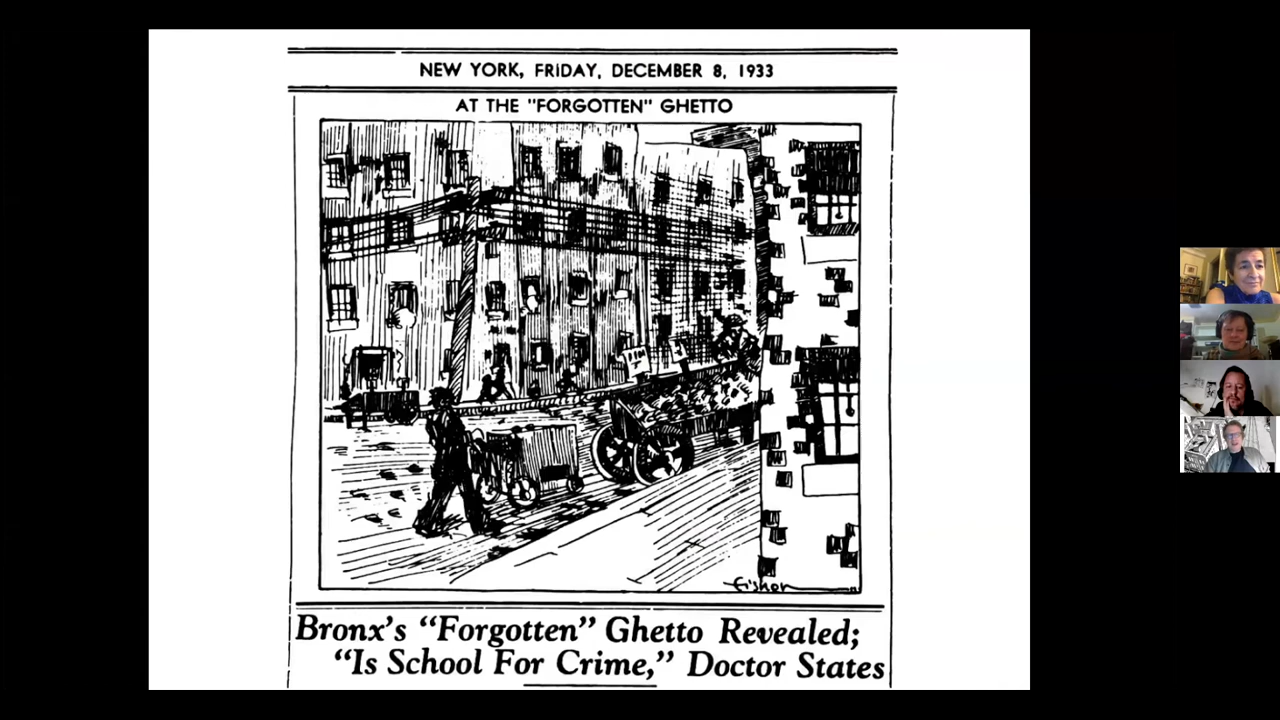 NEW YORK, FRIDAY, DECEMBER 8, 1933
AT THE "FORGOTTEN" GHETTO
Bronx's “Forgotten” Ghetto Revealed;
“Is School For Crime,” Doctor States